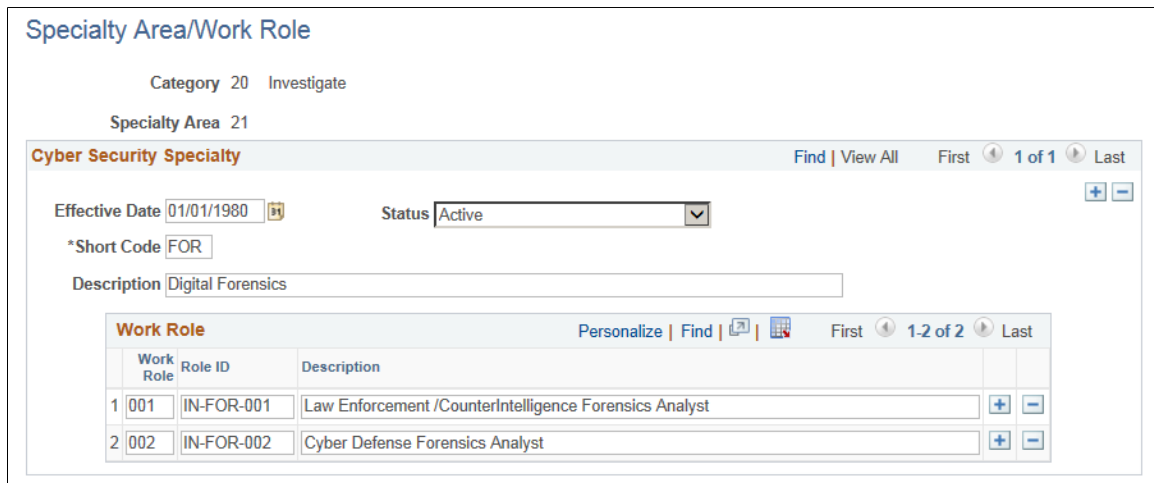 Specialty Area/Work Role
Category 20 Investigate
Specialty Area 21
Cyber Security Specialty Find | View All First 1 of 1 Last
Effective Date 01/01/1980 31 Status Active
*Short Code FOR
Description Digital Forensics
Work Role Personalize | Find | | First 1-2 of 2 Last
Work Role Role ID Description
1 001 IN-FOR-001 Law Enforcement /CounterIntelligence Forensics Analyst
2 002 IN-FOR-002 Cyber Defense Forensics Analyst